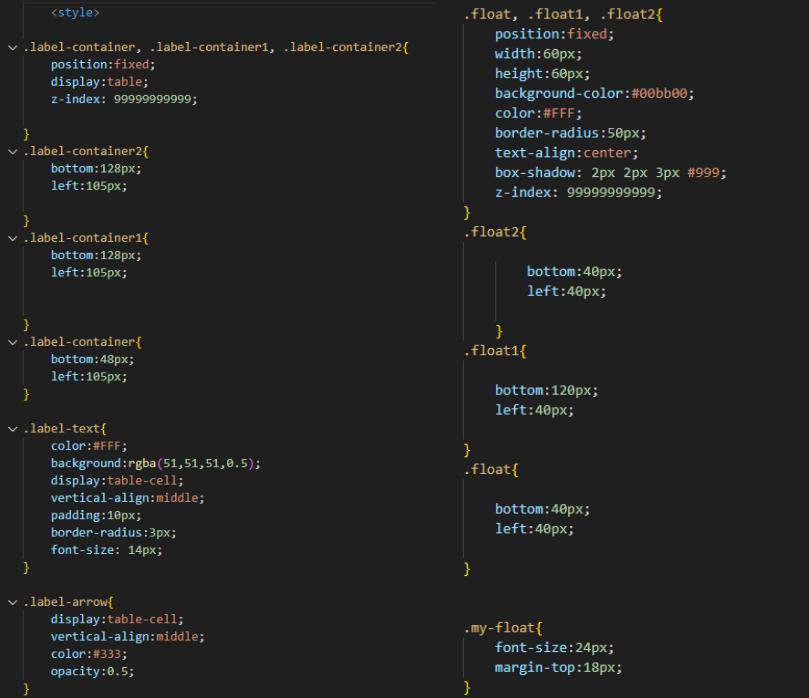 <style>
.label-container, .label-container1, .label-container2{
position:fixed;
display:table;
z-index: 99999999999;
}
.label-container2{
bottom:128px;
left:105px;
}
.label-container1{
bottom:128px;
left:105px;
}
.label-container{
bottom:48px;
left:105px;
}
.label-text{
color:#FFF;
background:rgba(51,51,51,0.5);
display:table-cell;
vertical-align:middle;
padding:10px;
border-radius:3px;
font-size: 14px;
}
.label-arrow{
display:table-cell;
vertical-align:middle;
color:#333;
opacity:0.5;
}
.float, .float1, .float2{
position:fixed;
width:60px;
height:60px;
background-color:#00bb00;
color:#FFF;
border-radius:50px;
text-align:center;
box-shadow: 2px 2px 3px #999;
z-index: 99999999999;
}
.float2{
bottom:40px;
left:40px;
}
.float1{
bottom:120px;
left:40px;
}
.float{
bottom:40px;
left:40px;
}
.my-float{
font-size:24px;
margin-top:18px;
}